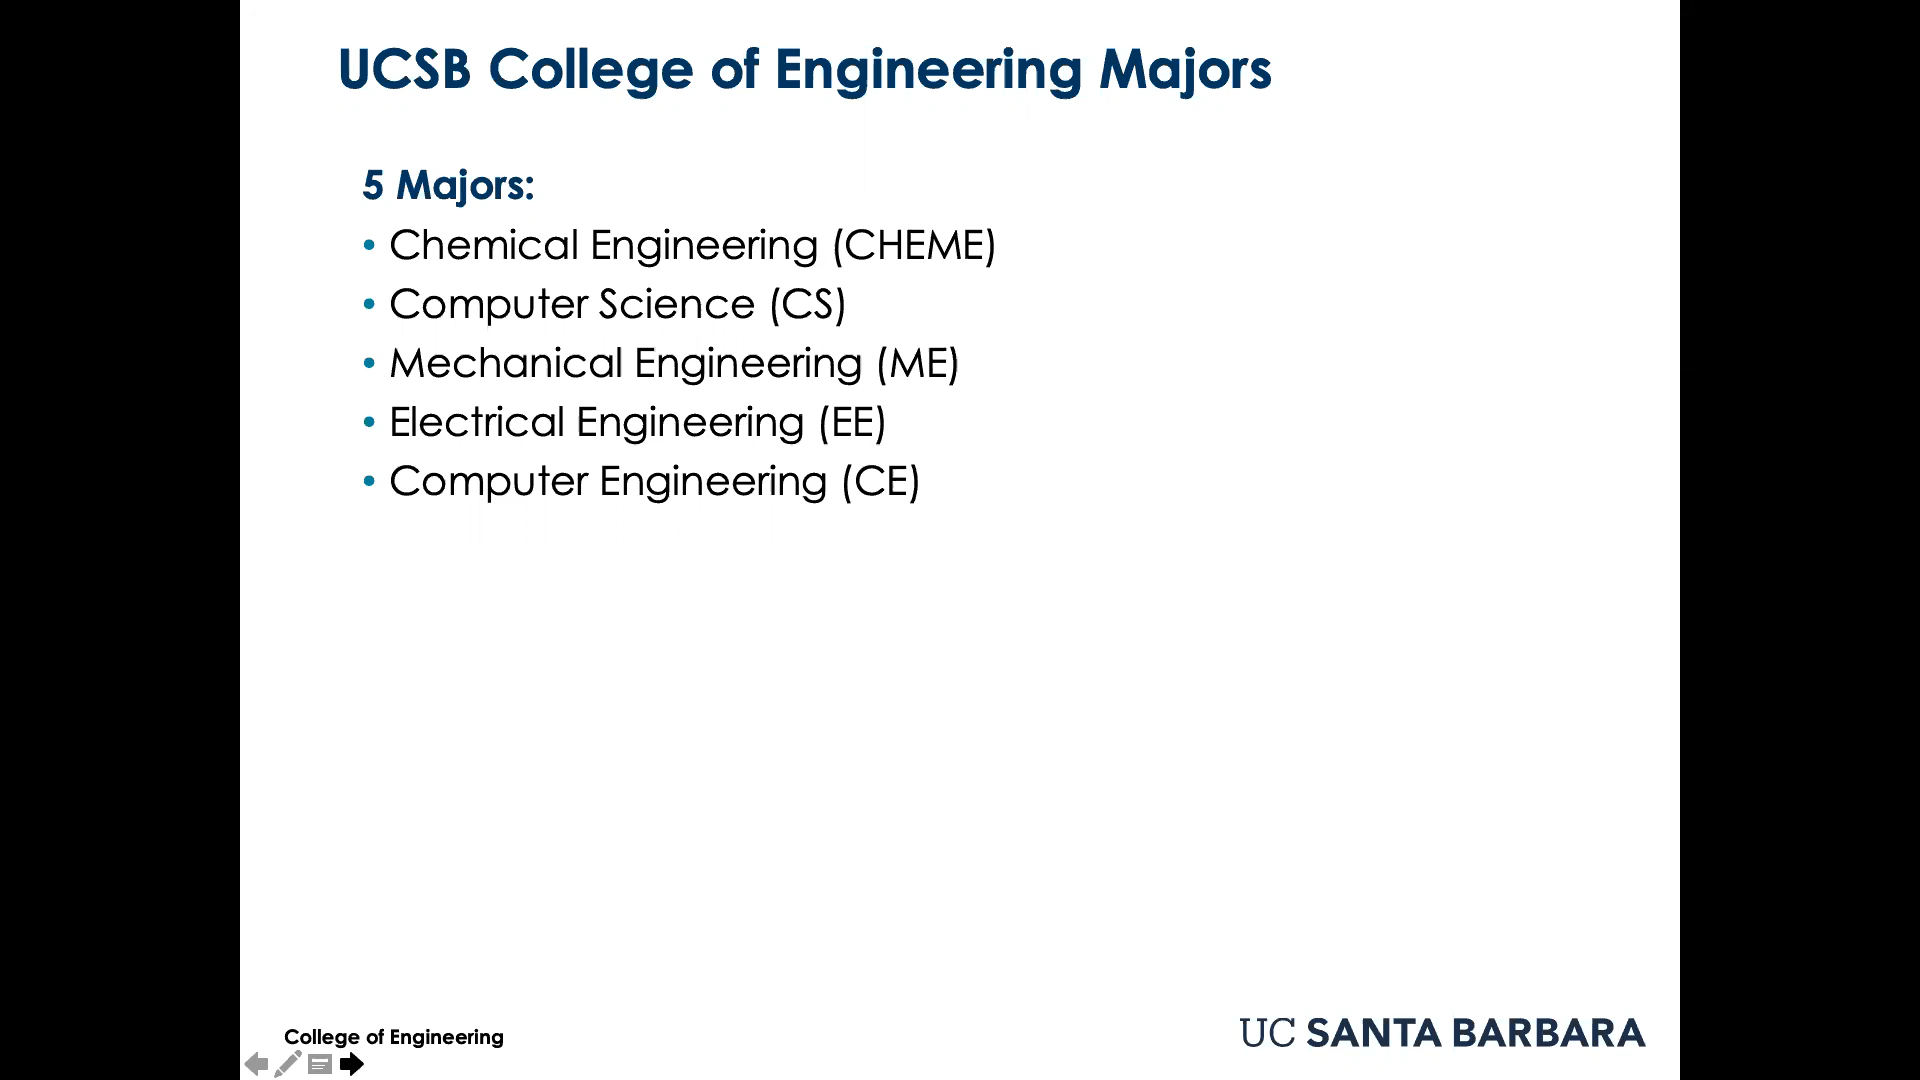 UCSB College of Engineering Majors
5 Majors:
• Chemical Engineering (CHEME)
• Computer Science (CS)
• Mechanical Engineering (ME)
• Electrical Engineering (EE)
• Computer Engineering (CE)
College of Engineering
UC SANTA BARBARA